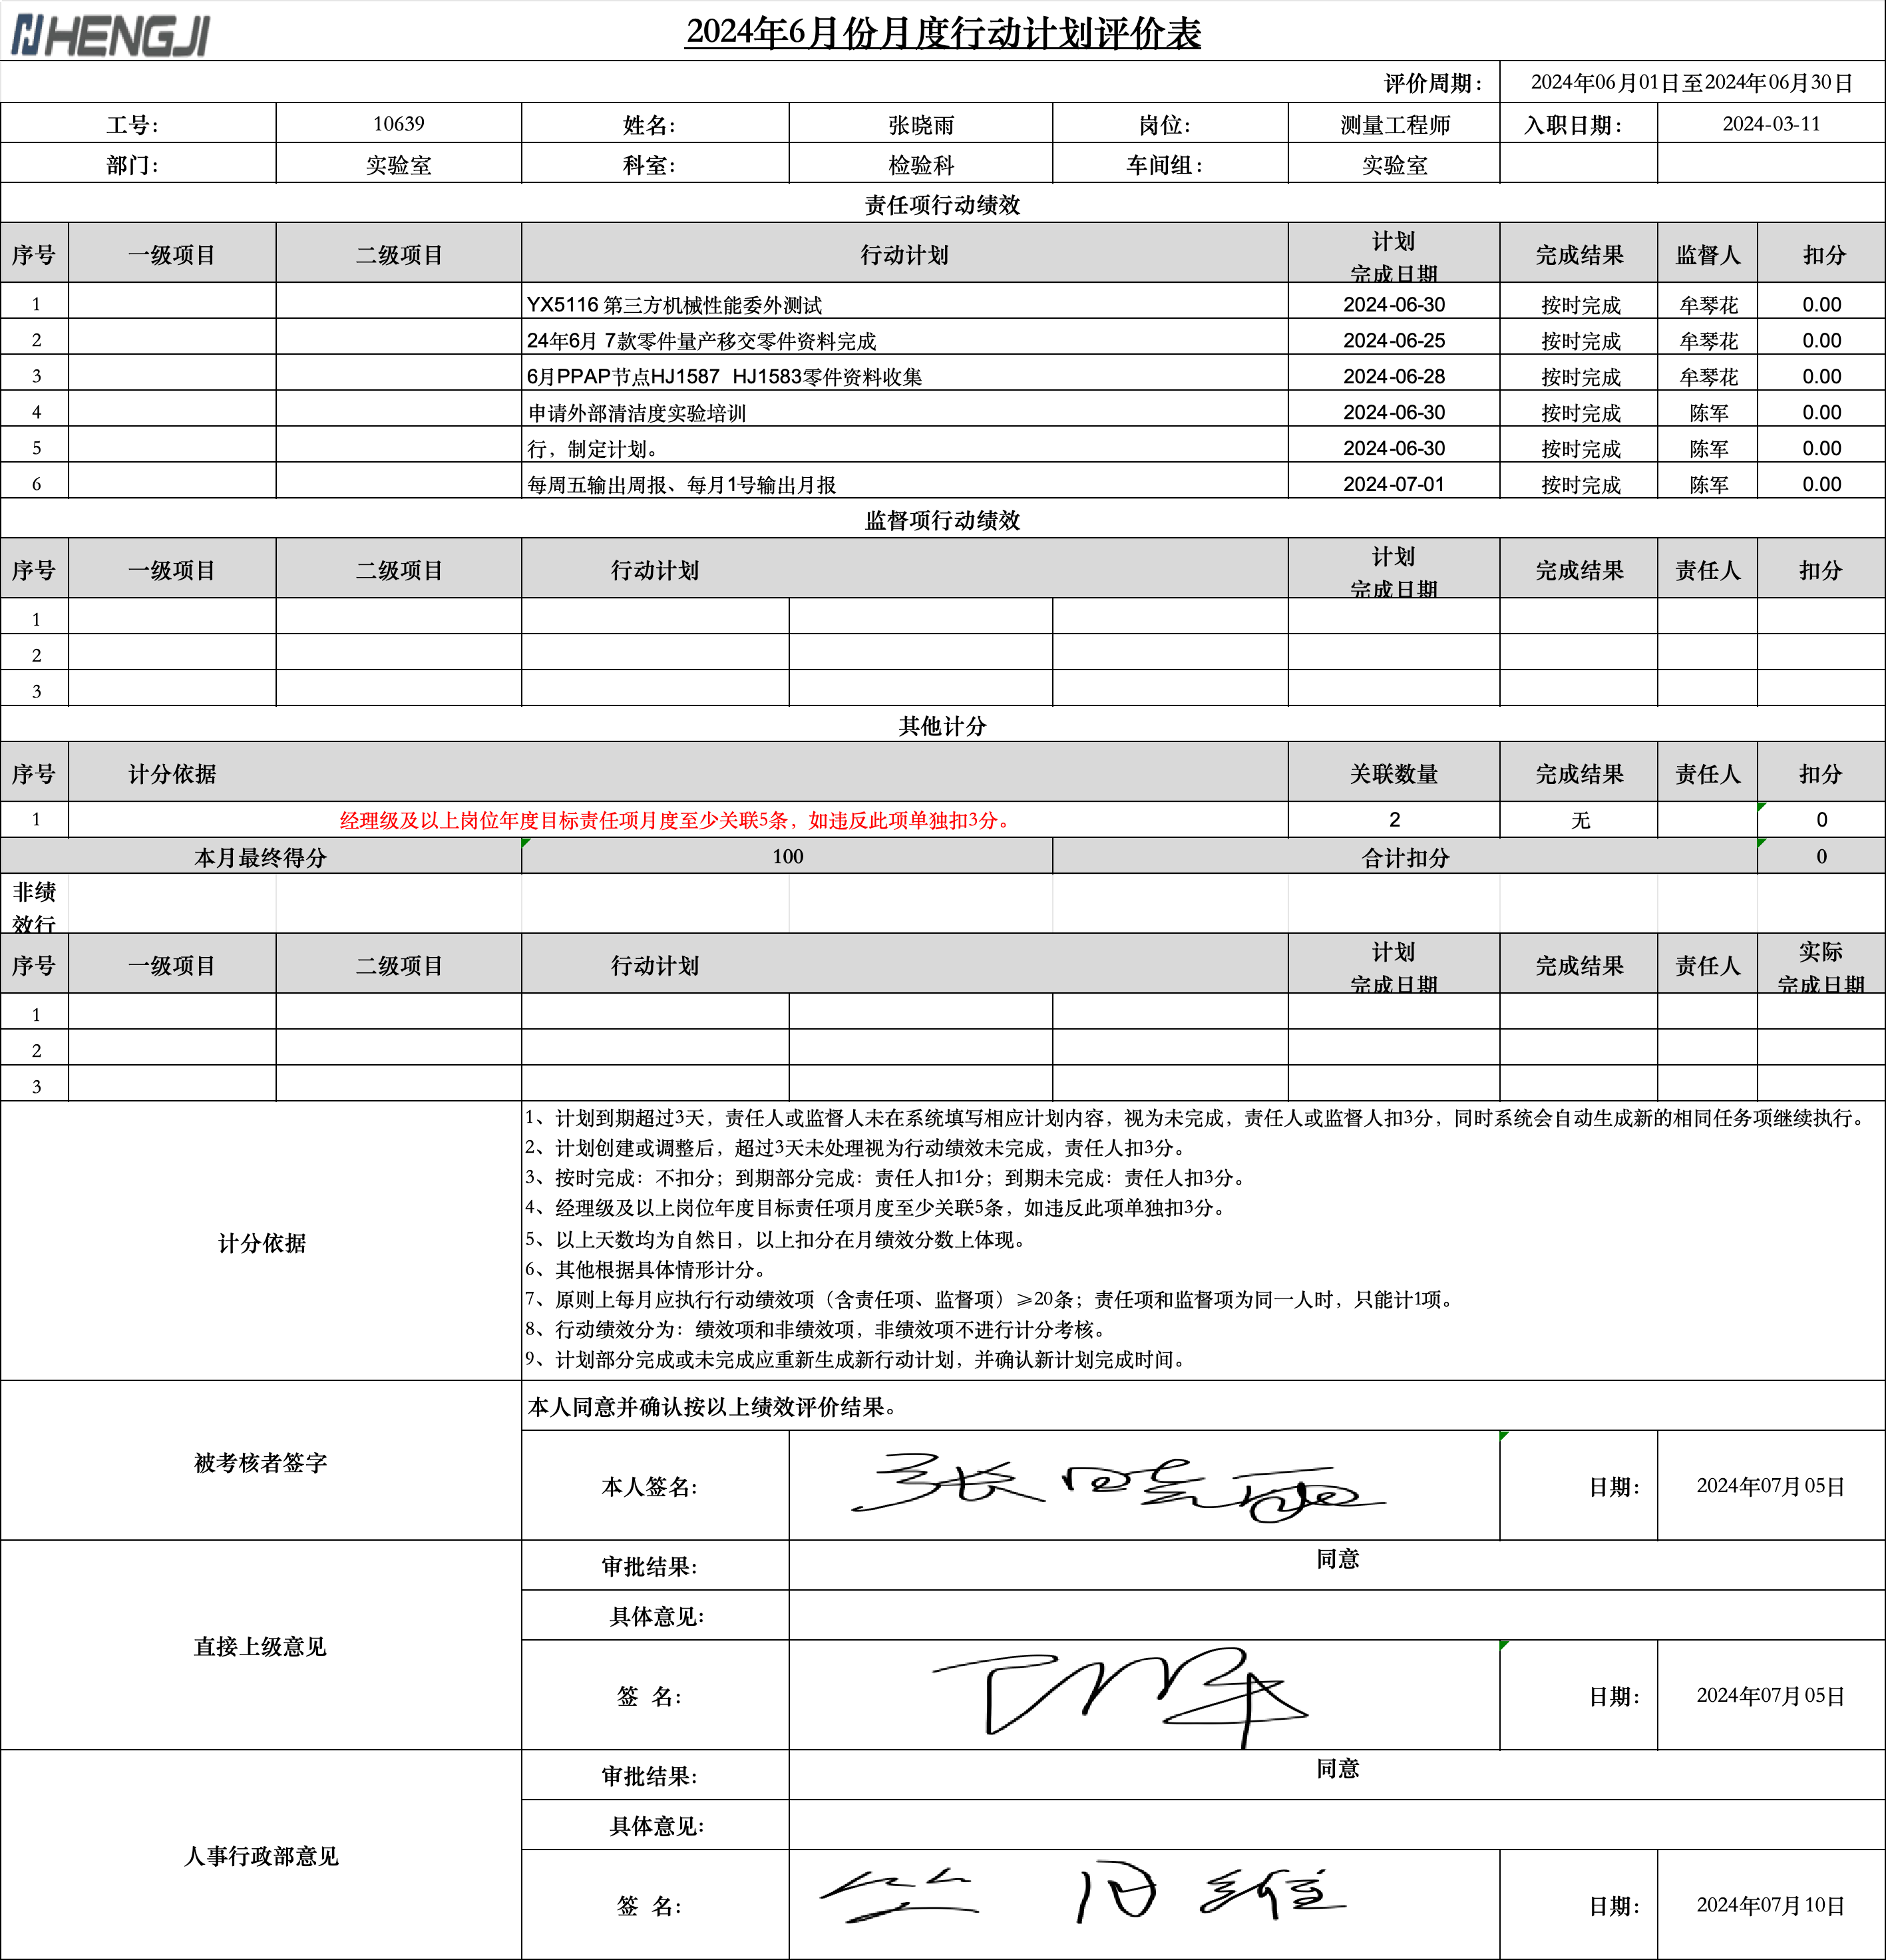 HENGJI
2024年6月份月度行动计划评价表
评价周期： 2024年06月01日至2024年06月30日
工号： 10639 姓名： 张晓雨 岗位： 测量工程师 入职日期： 2024-03-11
部门： 实验室 科室： 检验科 车间组： 实验室
责任项行动绩效
序号 一级项目 二级项目 行动计划 计划完成日期 完成结果 监督人 扣分
1 YX5116 第三方机械性能委外测试 2024-06-30 按时完成 牟琴花 0.00
2 24年6月 7款零件量产移交零件资料完成 2024-06-25 按时完成 牟琴花 0.00
3 6月PPAP节点HJ1587 HJ1583零件资料收集 2024-06-28 按时完成 牟琴花 0.00
4 申请外部清洁度实验培训 2024-06-30 按时完成 陈军 0.00
5 行，制定计划。 2024-06-30 按时完成 陈军 0.00
6 每周五输出周报、每月1号输出月报 2024-07-01 按时完成 陈军 0.00
监督项行动绩效
序号 一级项目 二级项目 行动计划 计划完成日期 完成结果 责任人 扣分
1
2
3
其他计分
序号 计分依据 关联数量 完成结果 责任人 扣分
1 经理级及以上岗位年度目标责任项月度至少关联5条，如违反此项单独扣3分。 2 无 0
本月最终得分 100 合计扣分 0
非绩效行
序号 一级项目 二级项目 行动计划 计划完成日期 完成结果 责任人 实际完成日期
1
2
3
计分依据
1、计划到期超过3天，责任人或监督人未在系统填写相应计划内容，视为未完成，责任人或监督人扣3分，同时系统会自动生成新的相同任务项继续执行。
2、计划创建或调整后，超过3天未处理视为行动绩效未完成，责任人扣3分。
3、按时完成：不扣分；到期部分完成：责任人扣1分；到期未完成：责任人扣3分。
4、经理级及以上岗位年度目标责任项月度至少关联5条，如违反此项单独扣3分。
5、以上天数均为自然日，以上扣分在月绩效分数上体现。
6、其他根据具体情形计分。
7、原则上每月应执行行动绩效项（含责任项、监督项）≥20条；责任项和监督项为同一人时，只能计1项。
8、行动绩效分为：绩效项和非绩效项，非绩效项不进行计分考核。
9、计划部分完成或未完成应重新生成新行动计划，并确认新计划完成时间。
被考核者签字
本人同意并确认按以上绩效评价结果。
本人签名： 张晓雨 日期： 2024年07月05日
直接上级意见
审批结果： 同意
具体意见：
签 名： 日期： 2024年07月05日
人事行政部意见
审批结果： 同意
具体意见：
签 名： 日期： 2024年07月10日